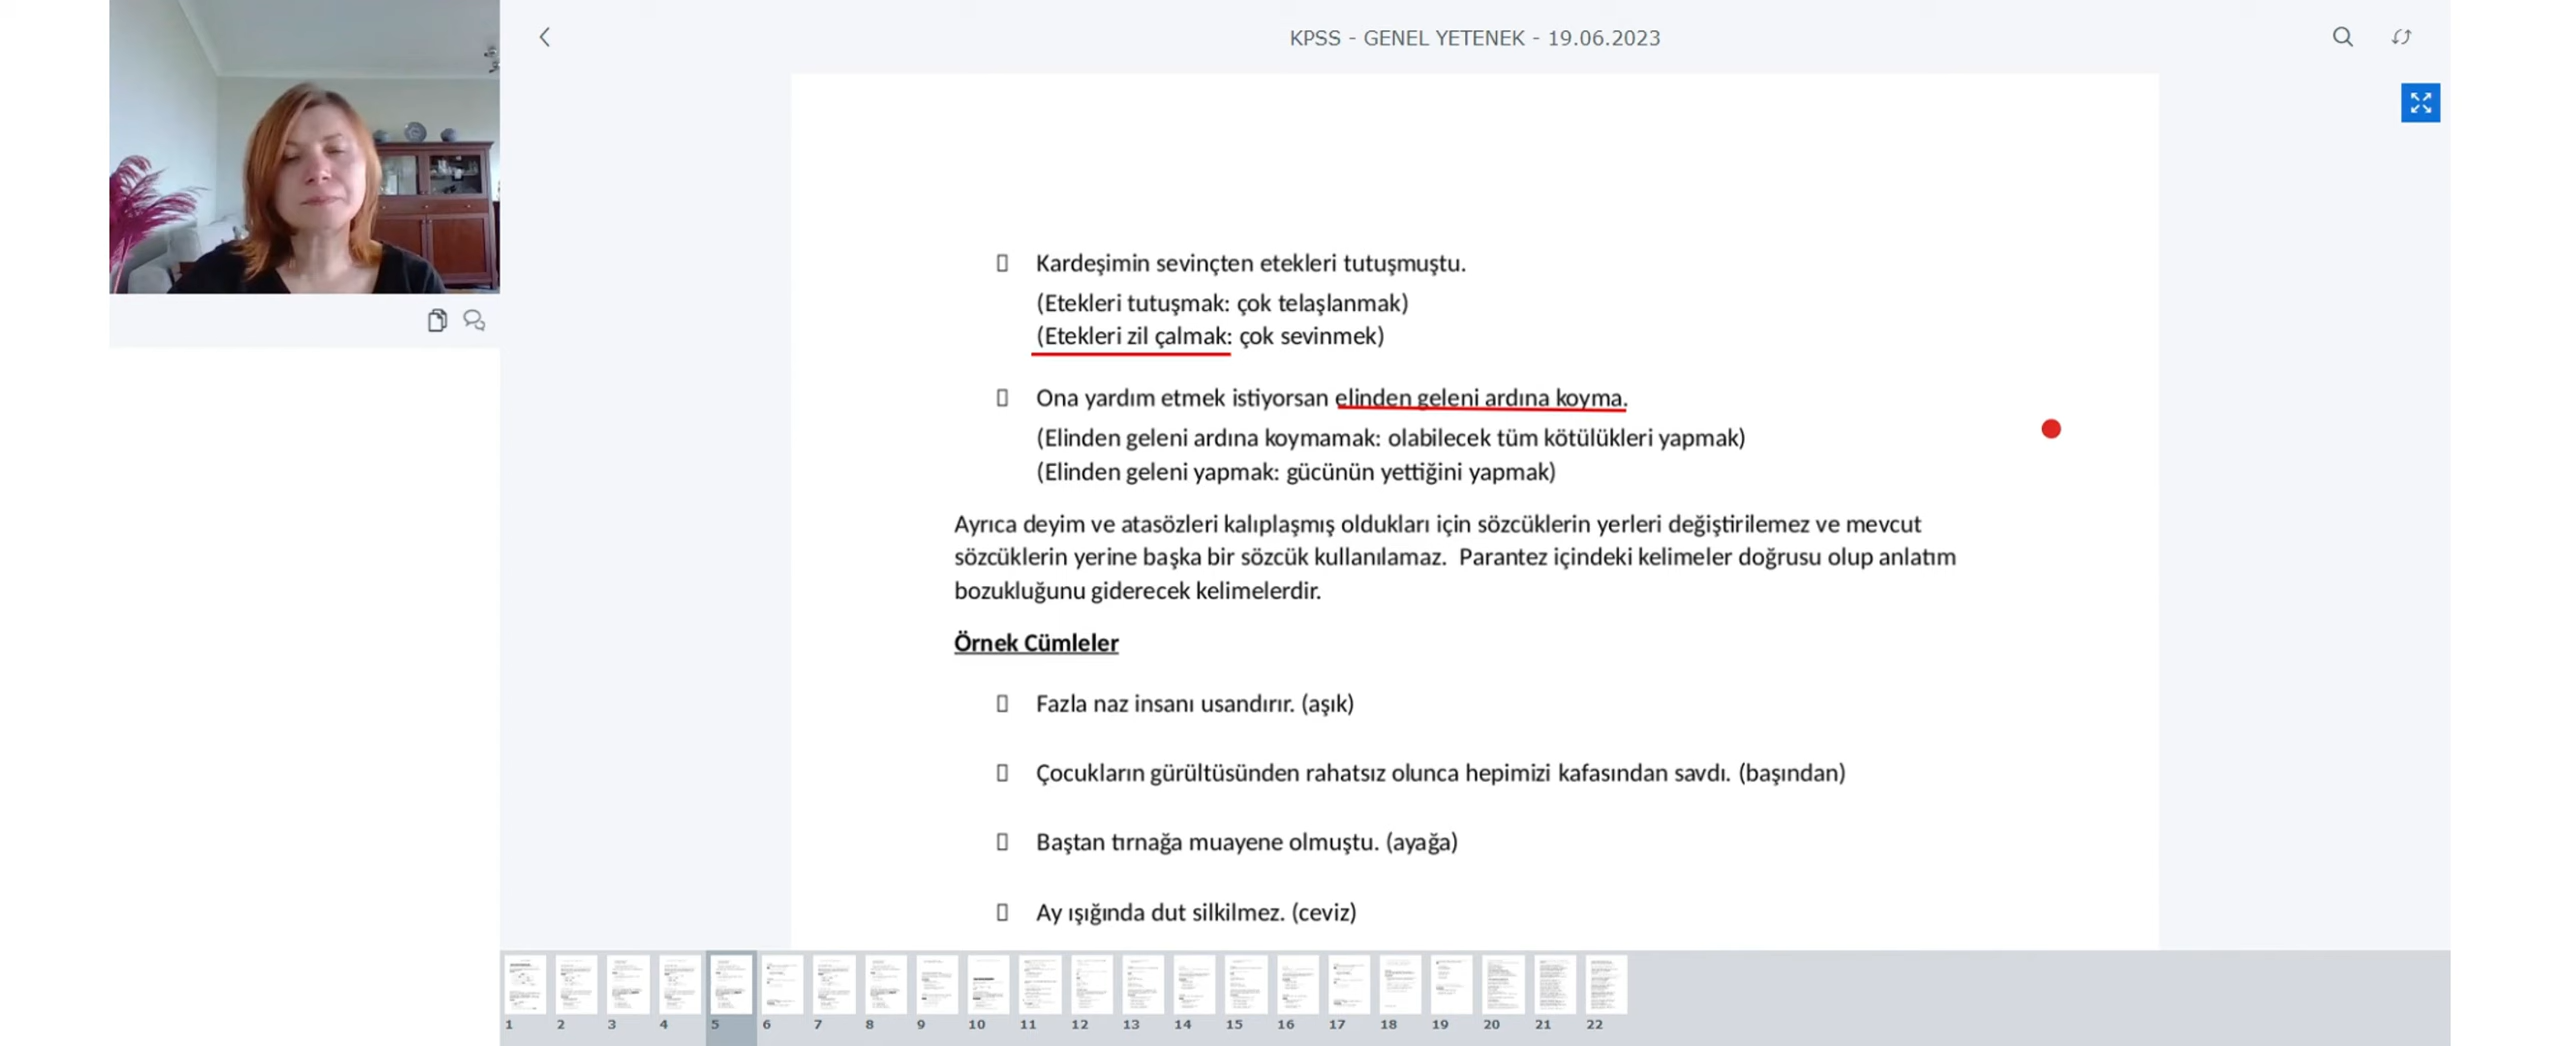 KPSS - GENEL YETENEK - 19.06.2023
Kardeşimin sevinçten etekleri tutuşmuştu.
(Etekleri tutuşmak: çok telaşlanmak)
(Etekleri zil çalmak: çok sevinmek)
Ona yardım etmek istiyorsan elinden geleni ardına koyma.
(Elinden geleni ardına koymamak: olabilecek tüm kötülükleri yapmak)
(Elinden geleni yapmak: gücünün yettiğini yapmak)
Ayrıca deyim ve atasözleri kalıplaşmış oldukları için sözcüklerin yerleri değiştirilemez ve mevcut
sözcüklerin yerine başka bir sözcük kullanılamaz.  Parantez içindeki kelimeler doğrusu olup anlatım
bozukluğunu giderecek kelimelerdir.
Örnek Cümleler
Fazla naz insanı usandırır. (aşık)
Çocukların gürültüsünden rahatsız olunca hepimizi kafasından savdı. (başından)
Baştan tırnağa muayene olmuştu. (ayağa)
Ay ışığında dut silkilmez. (ceviz)
1 2 3 4 5 6 7 8 9 10 11 12 13 14 15 16 17 18 19 20 21 22